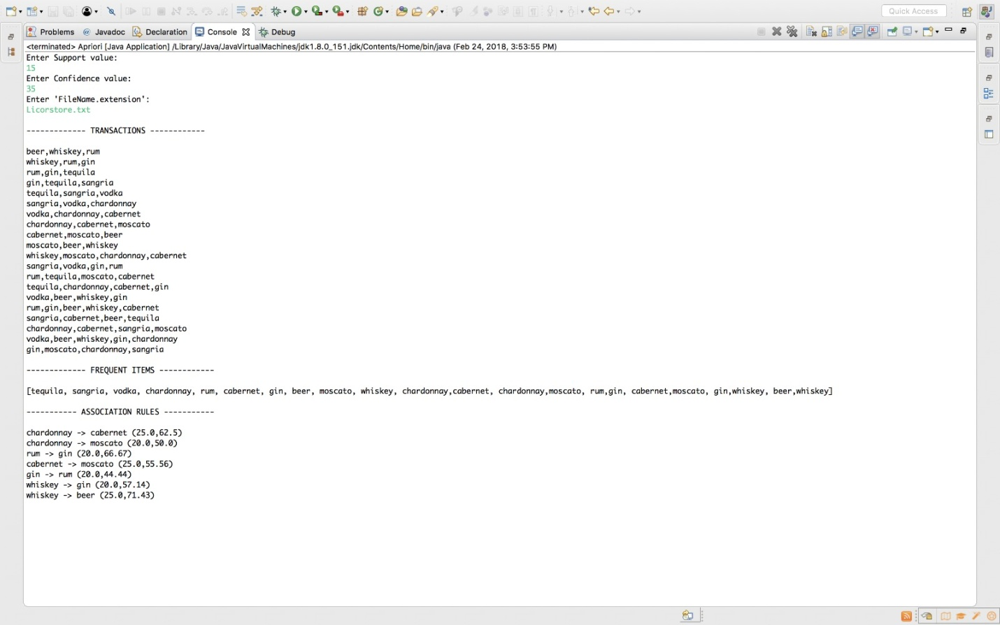 Quick Access
Problems @ Javadoc Declaration Console Debug
<terminated> Apriori [Java Application] /Library/Java/JavaVirtualMachines/jdk1.8.0_151.jdk/Contents/Home/bin/java (Feb 24, 2018, 3:53:55 PM)
Enter Support value:
15
Enter Confidence value:
35
Enter 'FileName.extension':
Licorstore.txt
------------- TRANSACTIONS ------------
beer,whiskey,rum
whiskey,rum,gin
rum,gin,tequila
gin,tequila,sangria
tequila,sangria,vodka
sangria,vodka,chardonnay
vodka,chardonnay,cabernet
chardonnay,cabernet,moscato
cabernet,moscato,beer
moscato,beer,whiskey
whiskey,moscato,chardonnay,cabernet
sangria,vodka,gin,rum
rum,tequila,moscato,cabernet
tequila,chardonnay,cabernet,gin
vodka,beer,whiskey,gin
rum,gin,beer,whiskey,cabernet
sangria,cabernet,beer,tequila
chardonnay,cabernet,sangria,moscato
vodka,beer,whiskey,gin,chardonnay
gin,moscato,chardonnay,sangria
------------- FREQUENT ITEMS ------------
[tequila, sangria, vodka, chardonnay, rum, cabernet, gin, beer, moscato, whiskey, chardonnay,cabernet, chardonnay,moscato, rum,gin, cabernet,moscato, gin,whiskey, beer,whiskey]
----------- ASSOCIATION RULES -----------
chardonnay -> cabernet (25.0,62.5)
chardonnay -> moscato (20.0,50.0)
rum -> gin (20.0,66.67)
cabernet -> moscato (25.0,55.56)
gin -> rum (20.0,44.44)
whiskey -> gin (20.0,57.14)
whiskey -> beer (25.0,71.43)